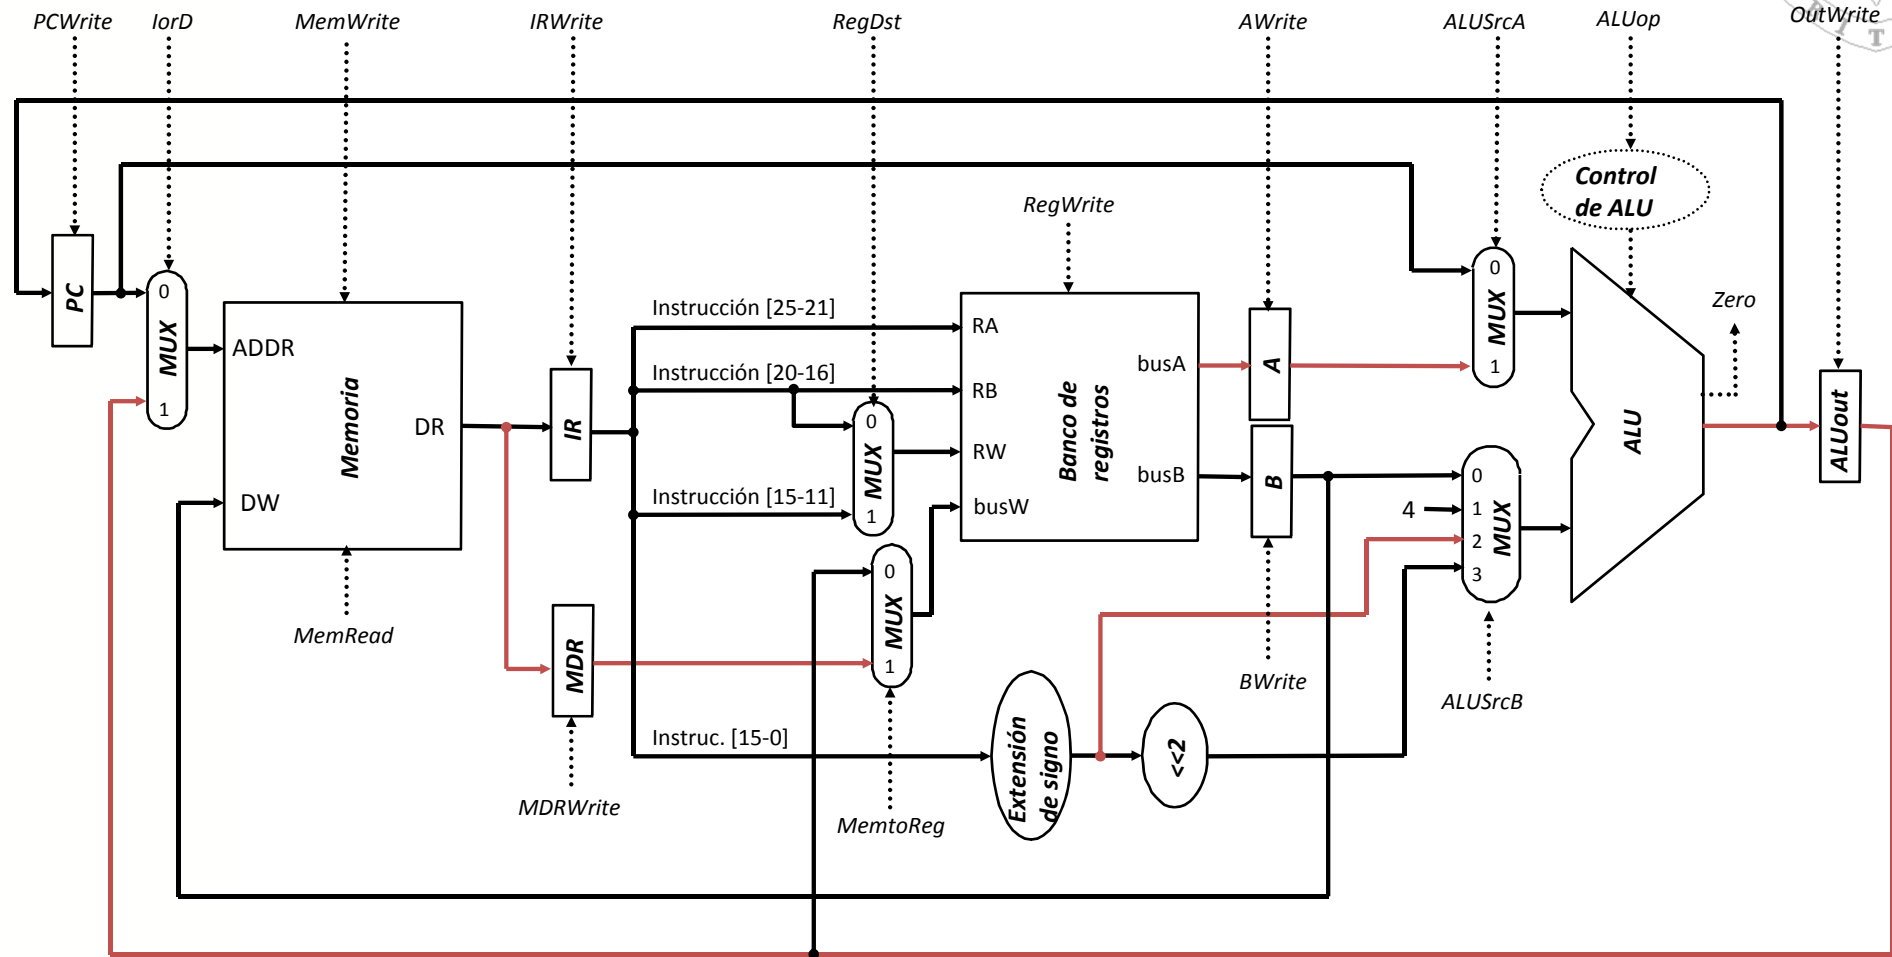 PCWrite
IorD
MemWrite
IRWrite
RegDst
AWrite
ALUSrcA
ALUop
OutWrite
I T
Control
de ALU
RegWrite
PC
0
MUX
1
ADDR
Memoria
DR
DW
MemRead
IR
MDR
MDRWrite
Instrucción [25-21]
Instrucción [20-16]
Instrucción [15-11]
Instruc. [15-0]
0
MUX
1
0
MUX
1
MemtoReg
RA
RB
RW
busW
Banco de
registros
busA
busB
A
B
BWrite
Extensión
de signo
<<2
0
MUX
1
4
0
1
2
3
MUX
ALUSrcB
ALU
Zero
ALUout